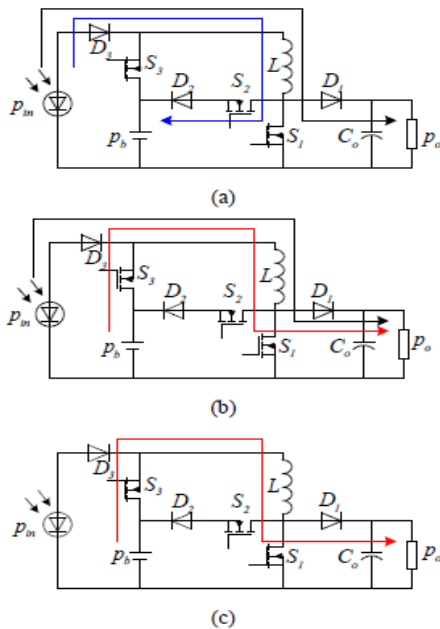 D3
S3
L
D2
S2
D1
pin
pb
S1
Co
po
(a)
D3
S3
L
D2
S2
D1
pin
pb
S1
Co
po
(b)
D3
S3
L
D2
S2
D1
pin
pb
S1
Co
po
(c)